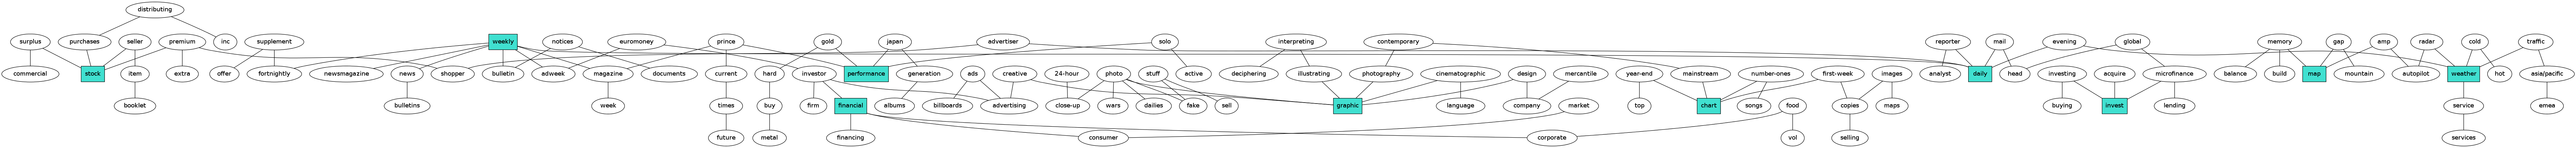 distributing
surplus purchases seller premium inc supplement weekly notices euromoney prince gold japan advertiser solo interpreting contemporary reporter mail evening global memory gap amp radar cold traffic
commercial stock item extra shopper offer fortnightly newsmagazine news bulletin adweek magazine documents current hard investor performance generation ads creative 24-hour photo stuff active deciphering illustrating photography cinematographic design mercantile year-end mainstream number-ones first-week images analyst daily head investing acquire microfinance balance build map mountain autopilot weather hot asia/pacific
booklet bulletins week times buy firm financial albums billboards advertising close-up wars dailies fake sell graphic language company market top chart songs food copies maps buying invest lending service emea
future metal financing consumer corporate vol selling services